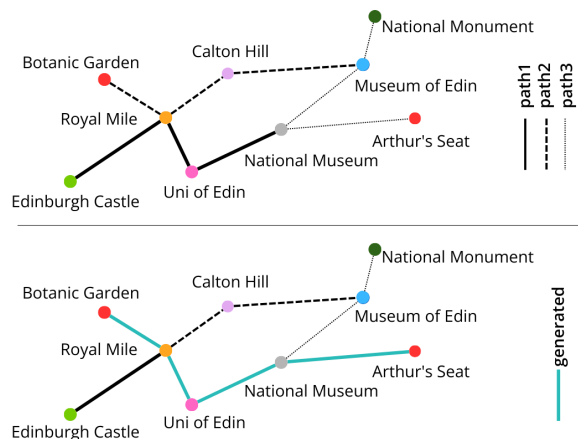 National Monument
Calton Hill
Botanic Garden
Museum of Edin
Royal Mile
Arthur's Seat
National Museum
Uni of Edin
Edinburgh Castle
path1
path2
path3
National Monument
Calton Hill
Botanic Garden
Museum of Edin
Royal Mile
Arthur's Seat
National Museum
Uni of Edin
Edinburgh Castle
generated